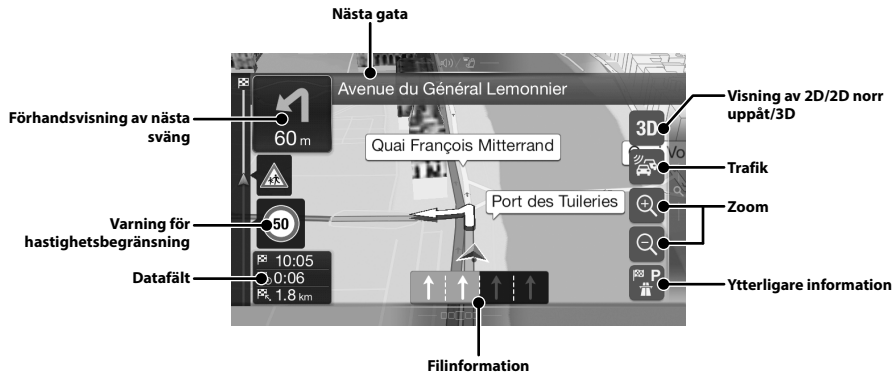 Nästa gata
Avenue du Général Lemonnier
Förhandsvisning av nästa
sväng
60 m
3D
Visning av 2D/2D norr
uppåt/3D
Quai François Mitterrand
Vo
Trafik
Port des Tuileries
Zoom
Varning för
hastighetsbegränsning
50
Datafält
10:05
0:06
1.8 km
P
Ytterligare information
Filinformation